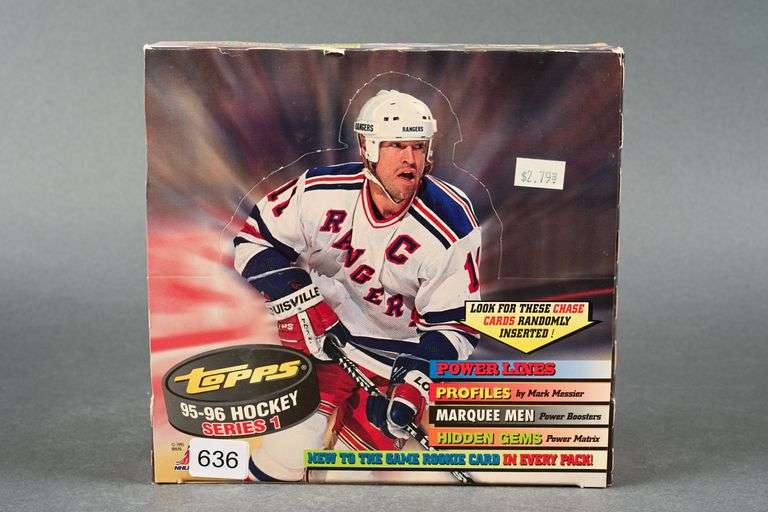 RANGERS RANGERS
$2.79
11
C
RANGERS
11
LOUISVILLE
LOOK FOR THESE CHASE
CARDS RANDOMLY
INSERTED!
POWER LINES
PROFILES by Mark Messier
MARQUEE MEN Power Boosters
HIDDEN GEMS Power Matrix
NEW TO THE GAME ROOKIE CARD IN EVERY PACK!
TOPPS
95-96 HOCKEY
SERIES 1
636